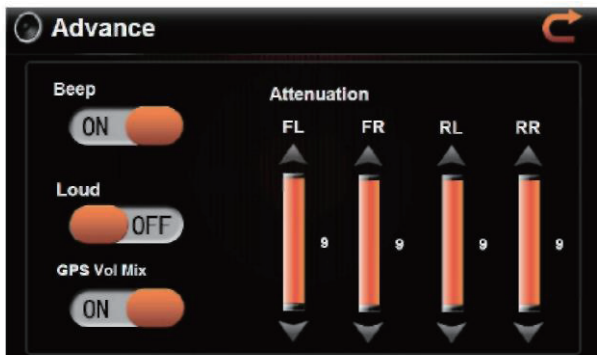 Advance
Beep
ON
Loud
OFF
GPS Vol Mix
ON
Attenuation
FL FR RL RR
9 9 9 9